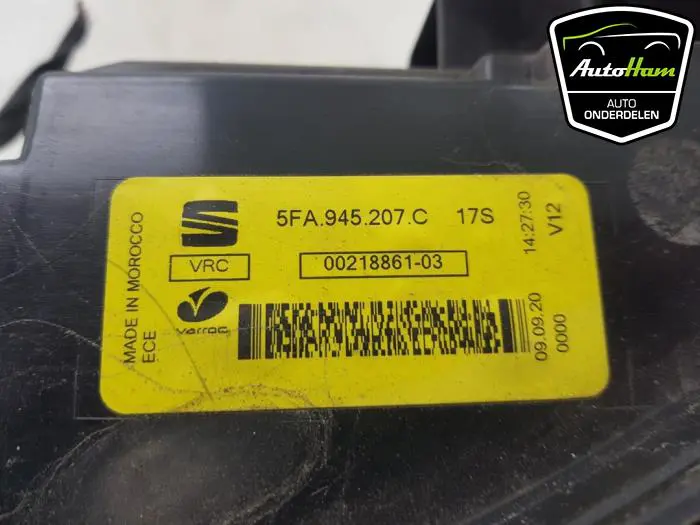 AutoHam
AUTO
ONDERDELEN
MADE IN MOROCCO
ECE
5FA.945.207.C 17S
VRC
00218861-03
varroc
14:27:30
V12
09.09.20
0000